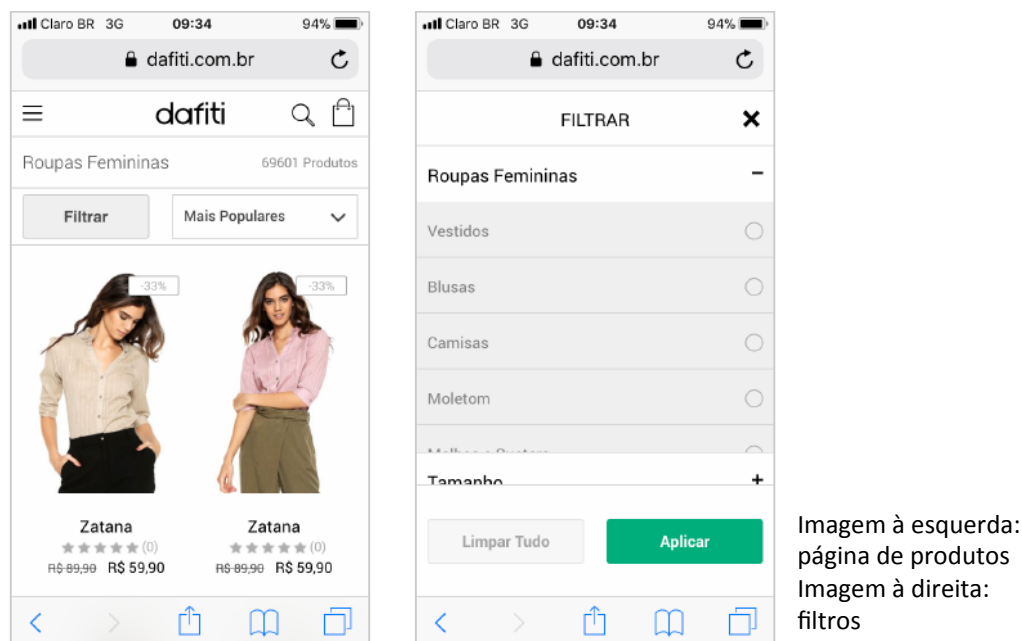 Claro BR 3G 09:34 94%
dafiti.com.br
dafiti
Roupas Femininas 69601 Produtos
Filtrar Mais Populares
-33% -33%
Zatana Zatana
(0) (0)
R$ 89,90 R$ 59,90 R$ 89,90 R$ 59,90
Claro BR 3G 09:34 94%
dafiti.com.br
FILTRAR
Roupas Femininas
Vestidos
Blusas
Camisas
Moletom
Tamanho
Limpar Tudo Aplicar
Imagem à esquerda:
página de produtos
Imagem à direita:
filtros